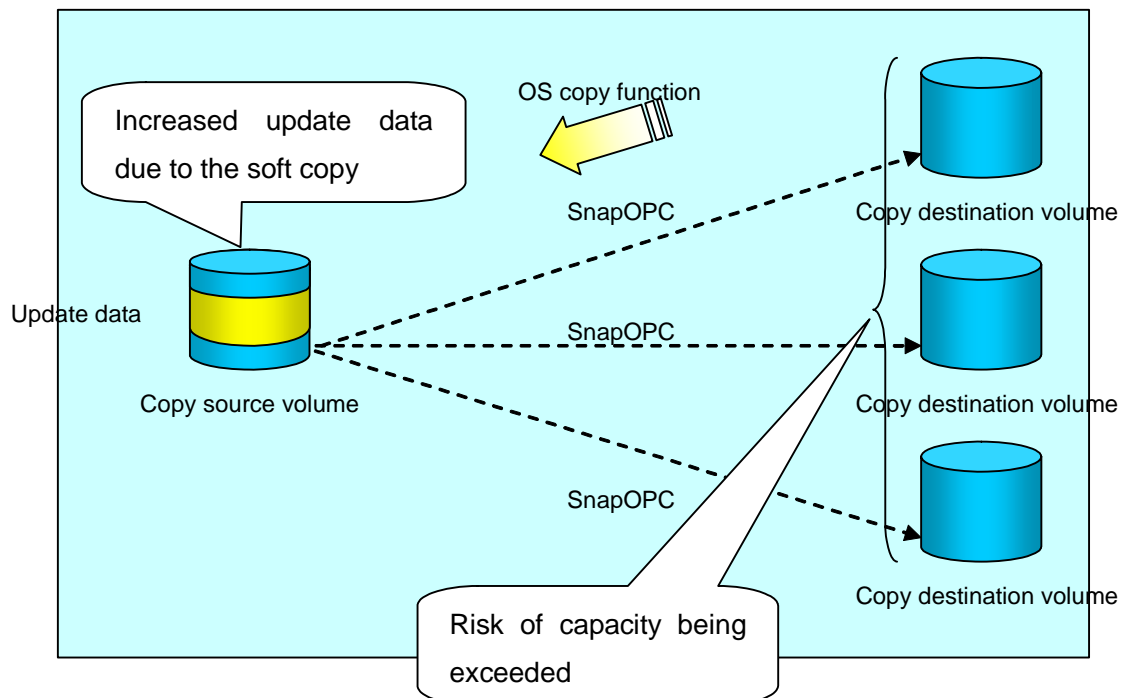 OS copy function
Increased update data
due to the soft copy
SnapOPC
Copy destination volume
Update data
SnapOPC
Copy source volume
Copy destination volume
SnapOPC
Copy destination volume
Risk of capacity being
exceeded